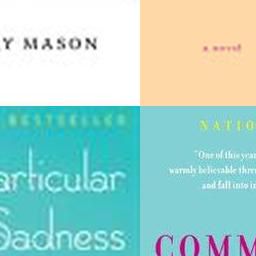 Y MASON
a novel
BESTSELLER
articular
Sadness
NATIO
"One of this year
warmly believable thre
and fall into i
COMM